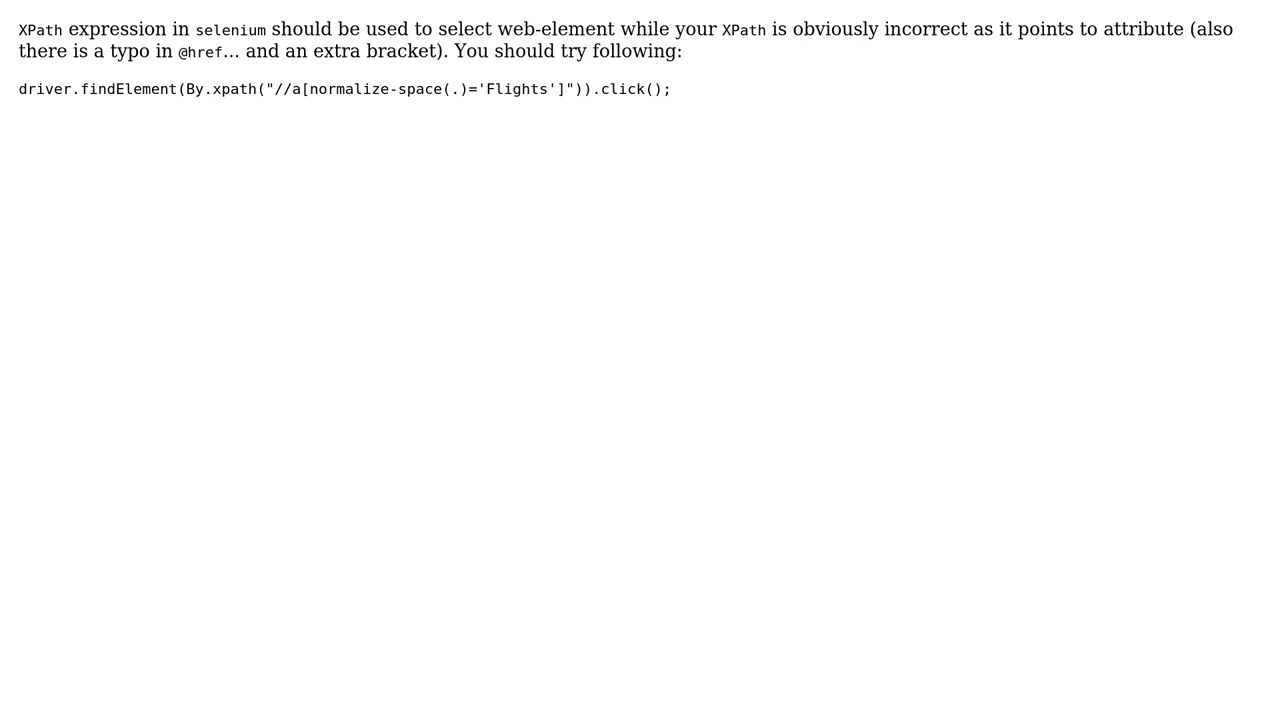 XPath expression in selenium should be used to select web-element while your XPath is obviously incorrect as it points to attribute (also
there is a typo in @href... and an extra bracket). You should try following:
driver.findElement(By.xpath("//a[normalize-space(.)='Flights']")).click();